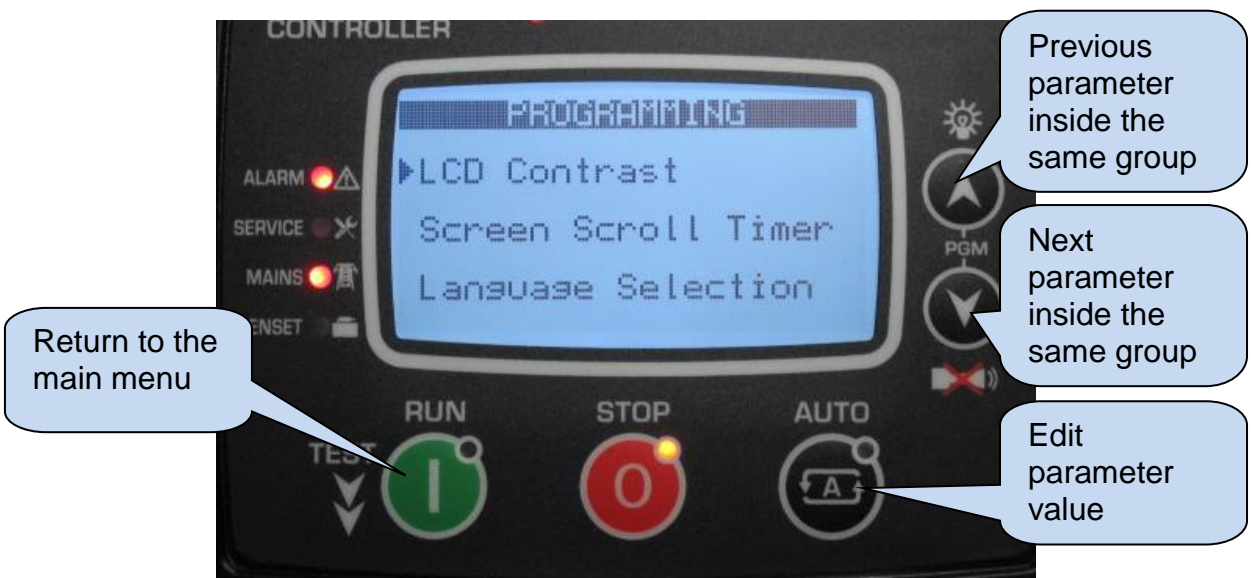 CONTROLLER
Previous
parameter
inside the
same group
PROGRAMMING
LCD Contrast
Screen Scroll Timer
Language Selection
ALARM
SERVICE
MAINS
ENSET
PGM
Next
parameter
inside the
same group
Return to the
main menu
RUN
STOP
AUTO
TEST
I
O
A
Edit
parameter
value